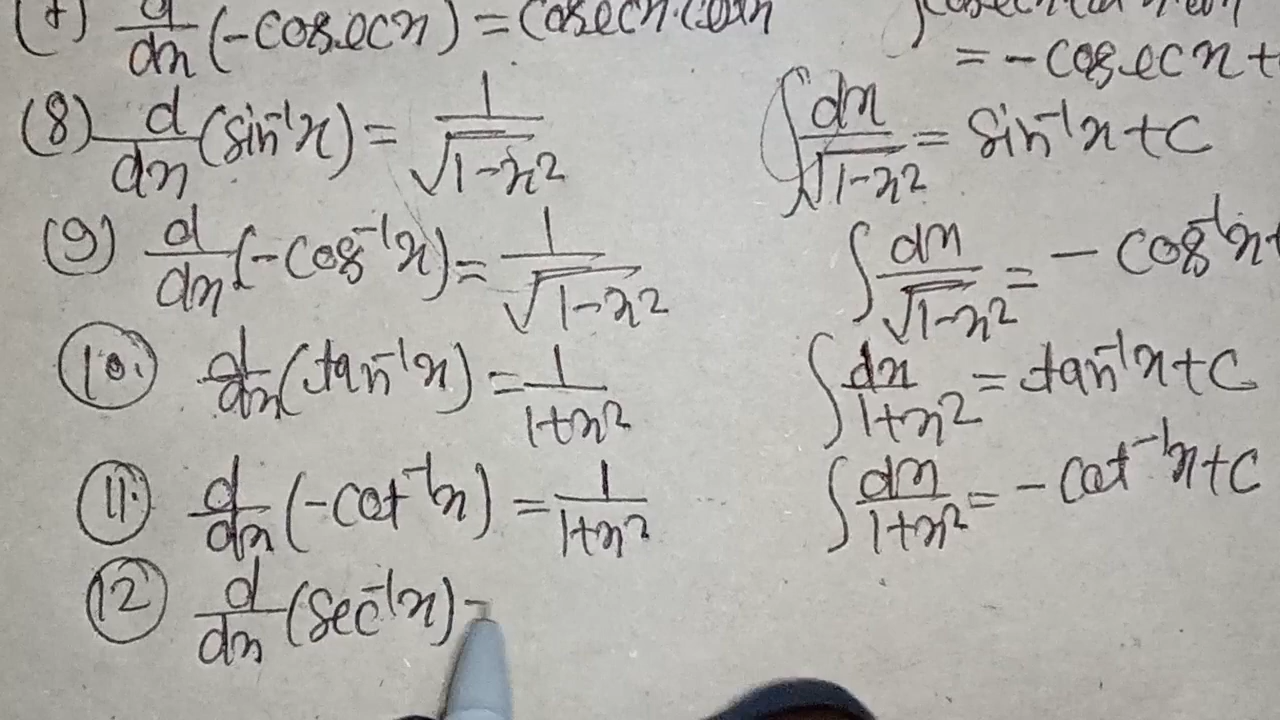 (7) d/dx (-cosecx) = cosecx.cotx ∫cosecx.cotx.dx
= -cosecx +
(8) d/dx (sin⁻¹x) = 1/√1-x² ∫dx/√1-x² = sin⁻¹x + c
(9) d/dx (-cos⁻¹x) = 1/√1-x² ∫dx/√1-x² = -cos⁻¹x +
(10). d/dx (tan⁻¹x) = 1/1+x² ∫dx/1+x² = tan⁻¹x + c
(11). d/dx (-cot⁻¹x) = 1/1+x² ∫dx/1+x² = -cot⁻¹x + c
(12) d/dx (sec⁻¹x) -